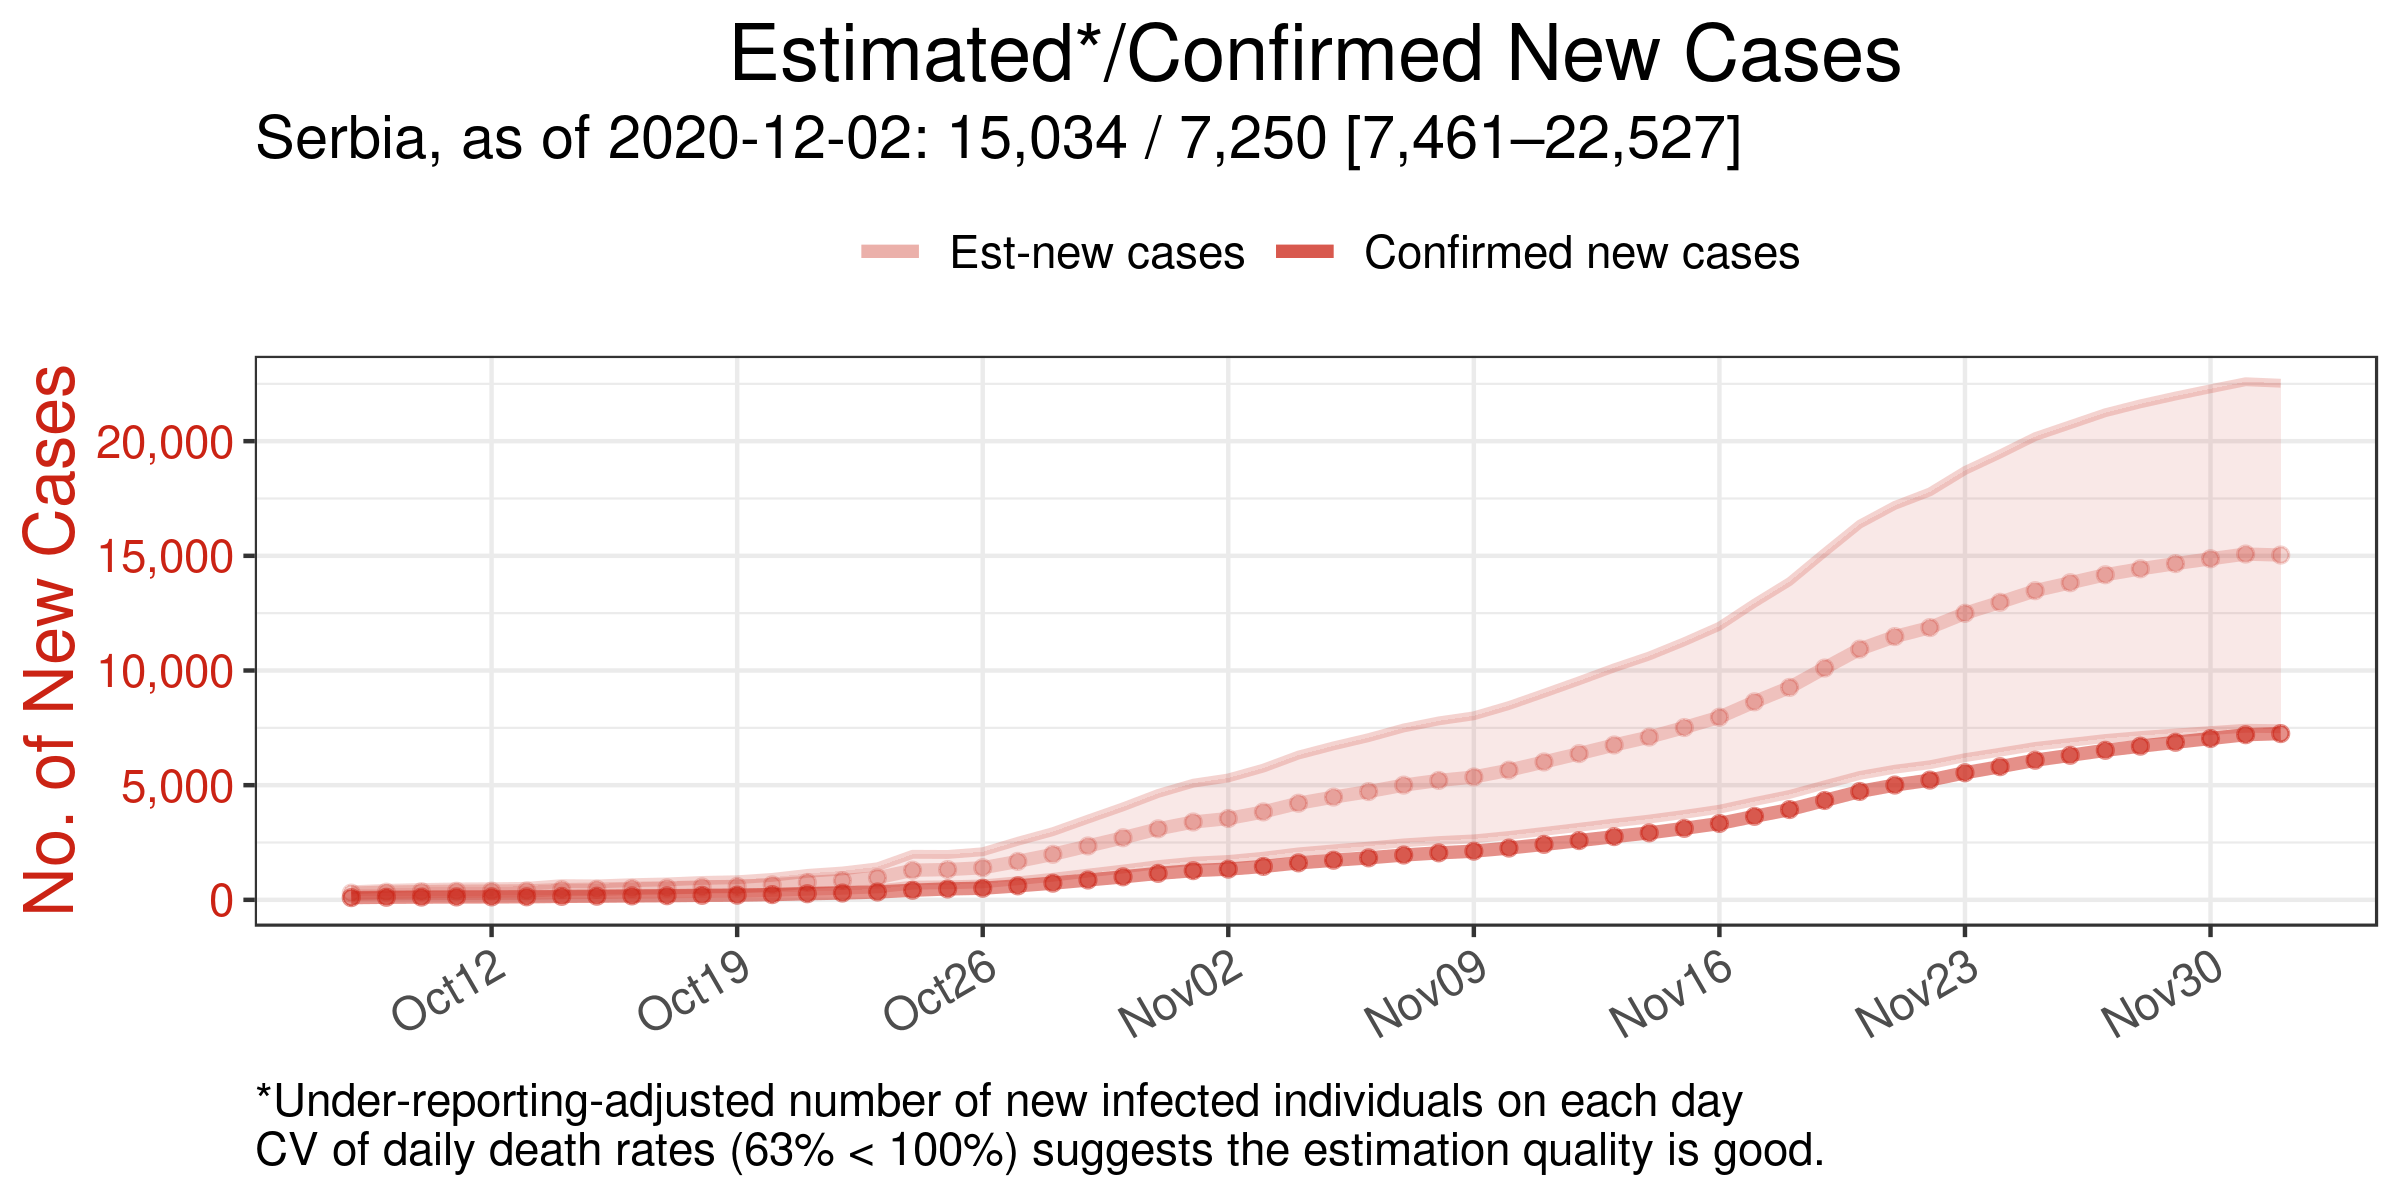 Estimated*/Confirmed New Cases
Serbia, as of 2020-12-02: 15,034 / 7,250 [7,461–22,527]
Est-new cases
Confirmed new cases
No. of New Cases
20,000
15,000
10,000
5,000
0
Oct12
Oct19
Oct26
Nov02
Nov09
Nov16
Nov23
Nov30
*Under-reporting-adjusted number of new infected individuals on each day
CV of daily death rates (63% < 100%) suggests the estimation quality is good.